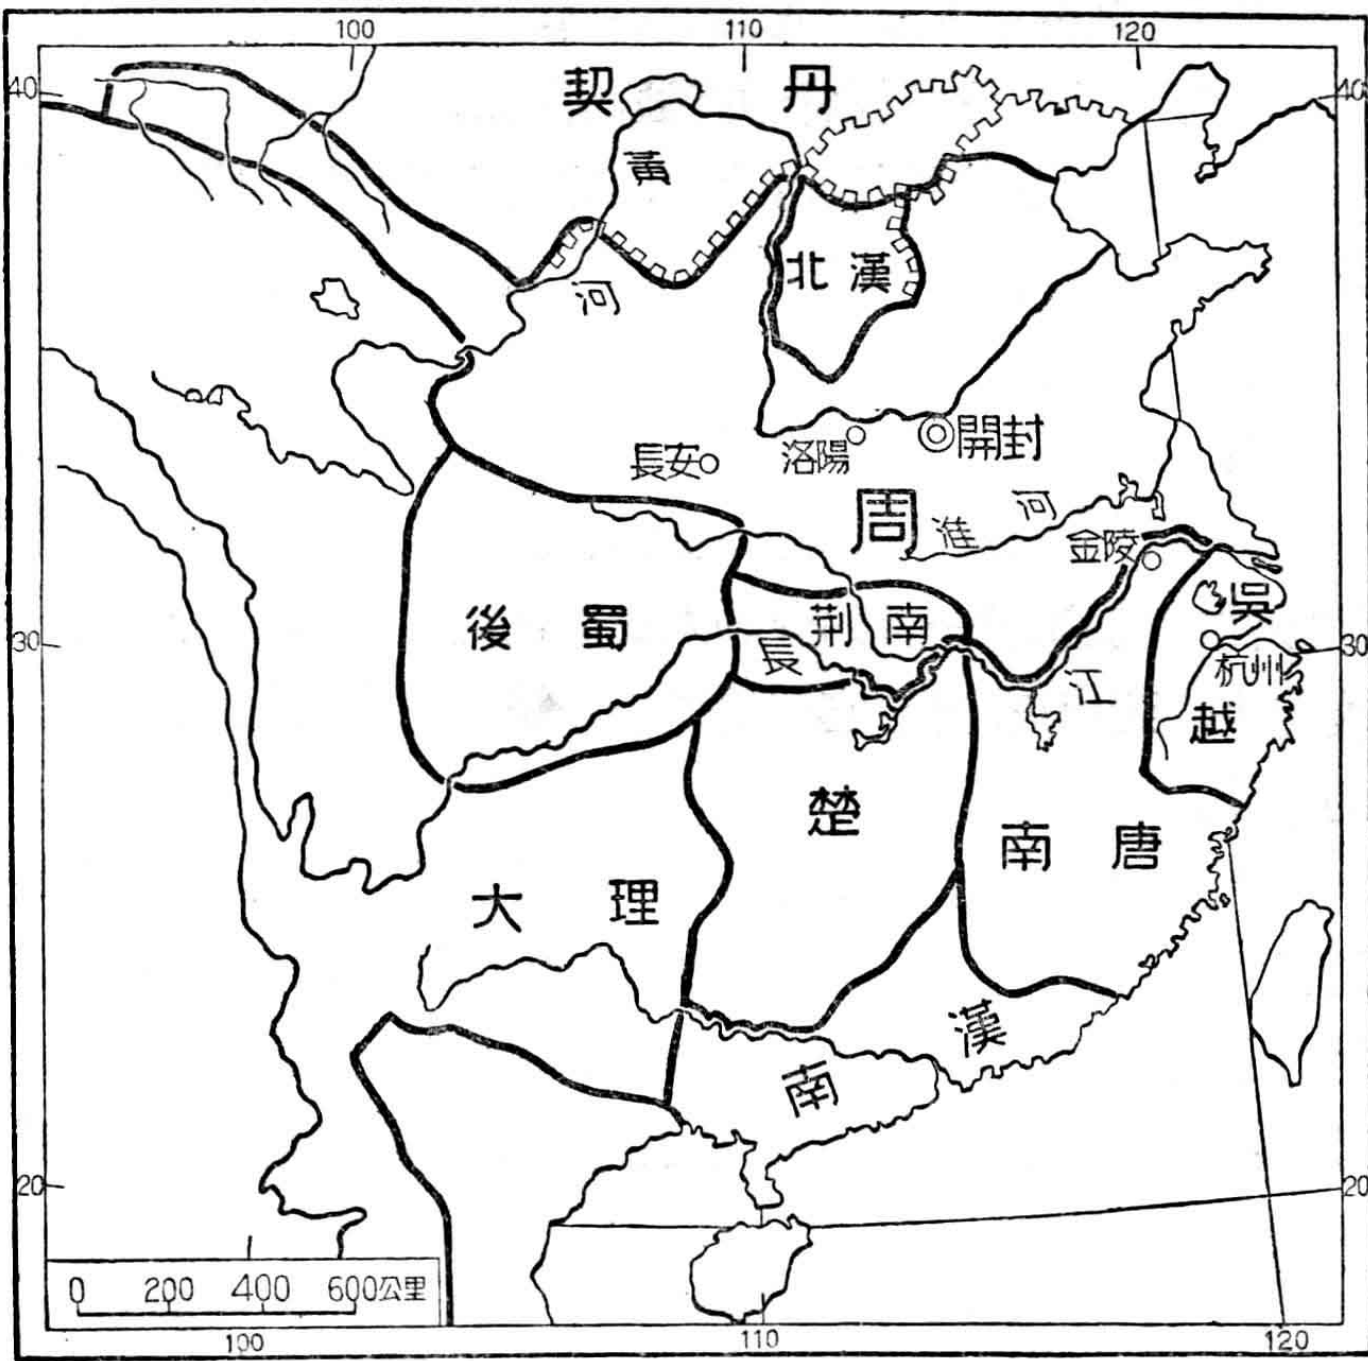 100 110 120
40 40
契丹
黃
河
北漢
長安
洛陽
開封
周
淮河
金陵
吳
後蜀
荆南
30 30
長
江
杭州
越
楚
南唐
大理
漢
南
20 20
0 200 400 600公里
100 110 120